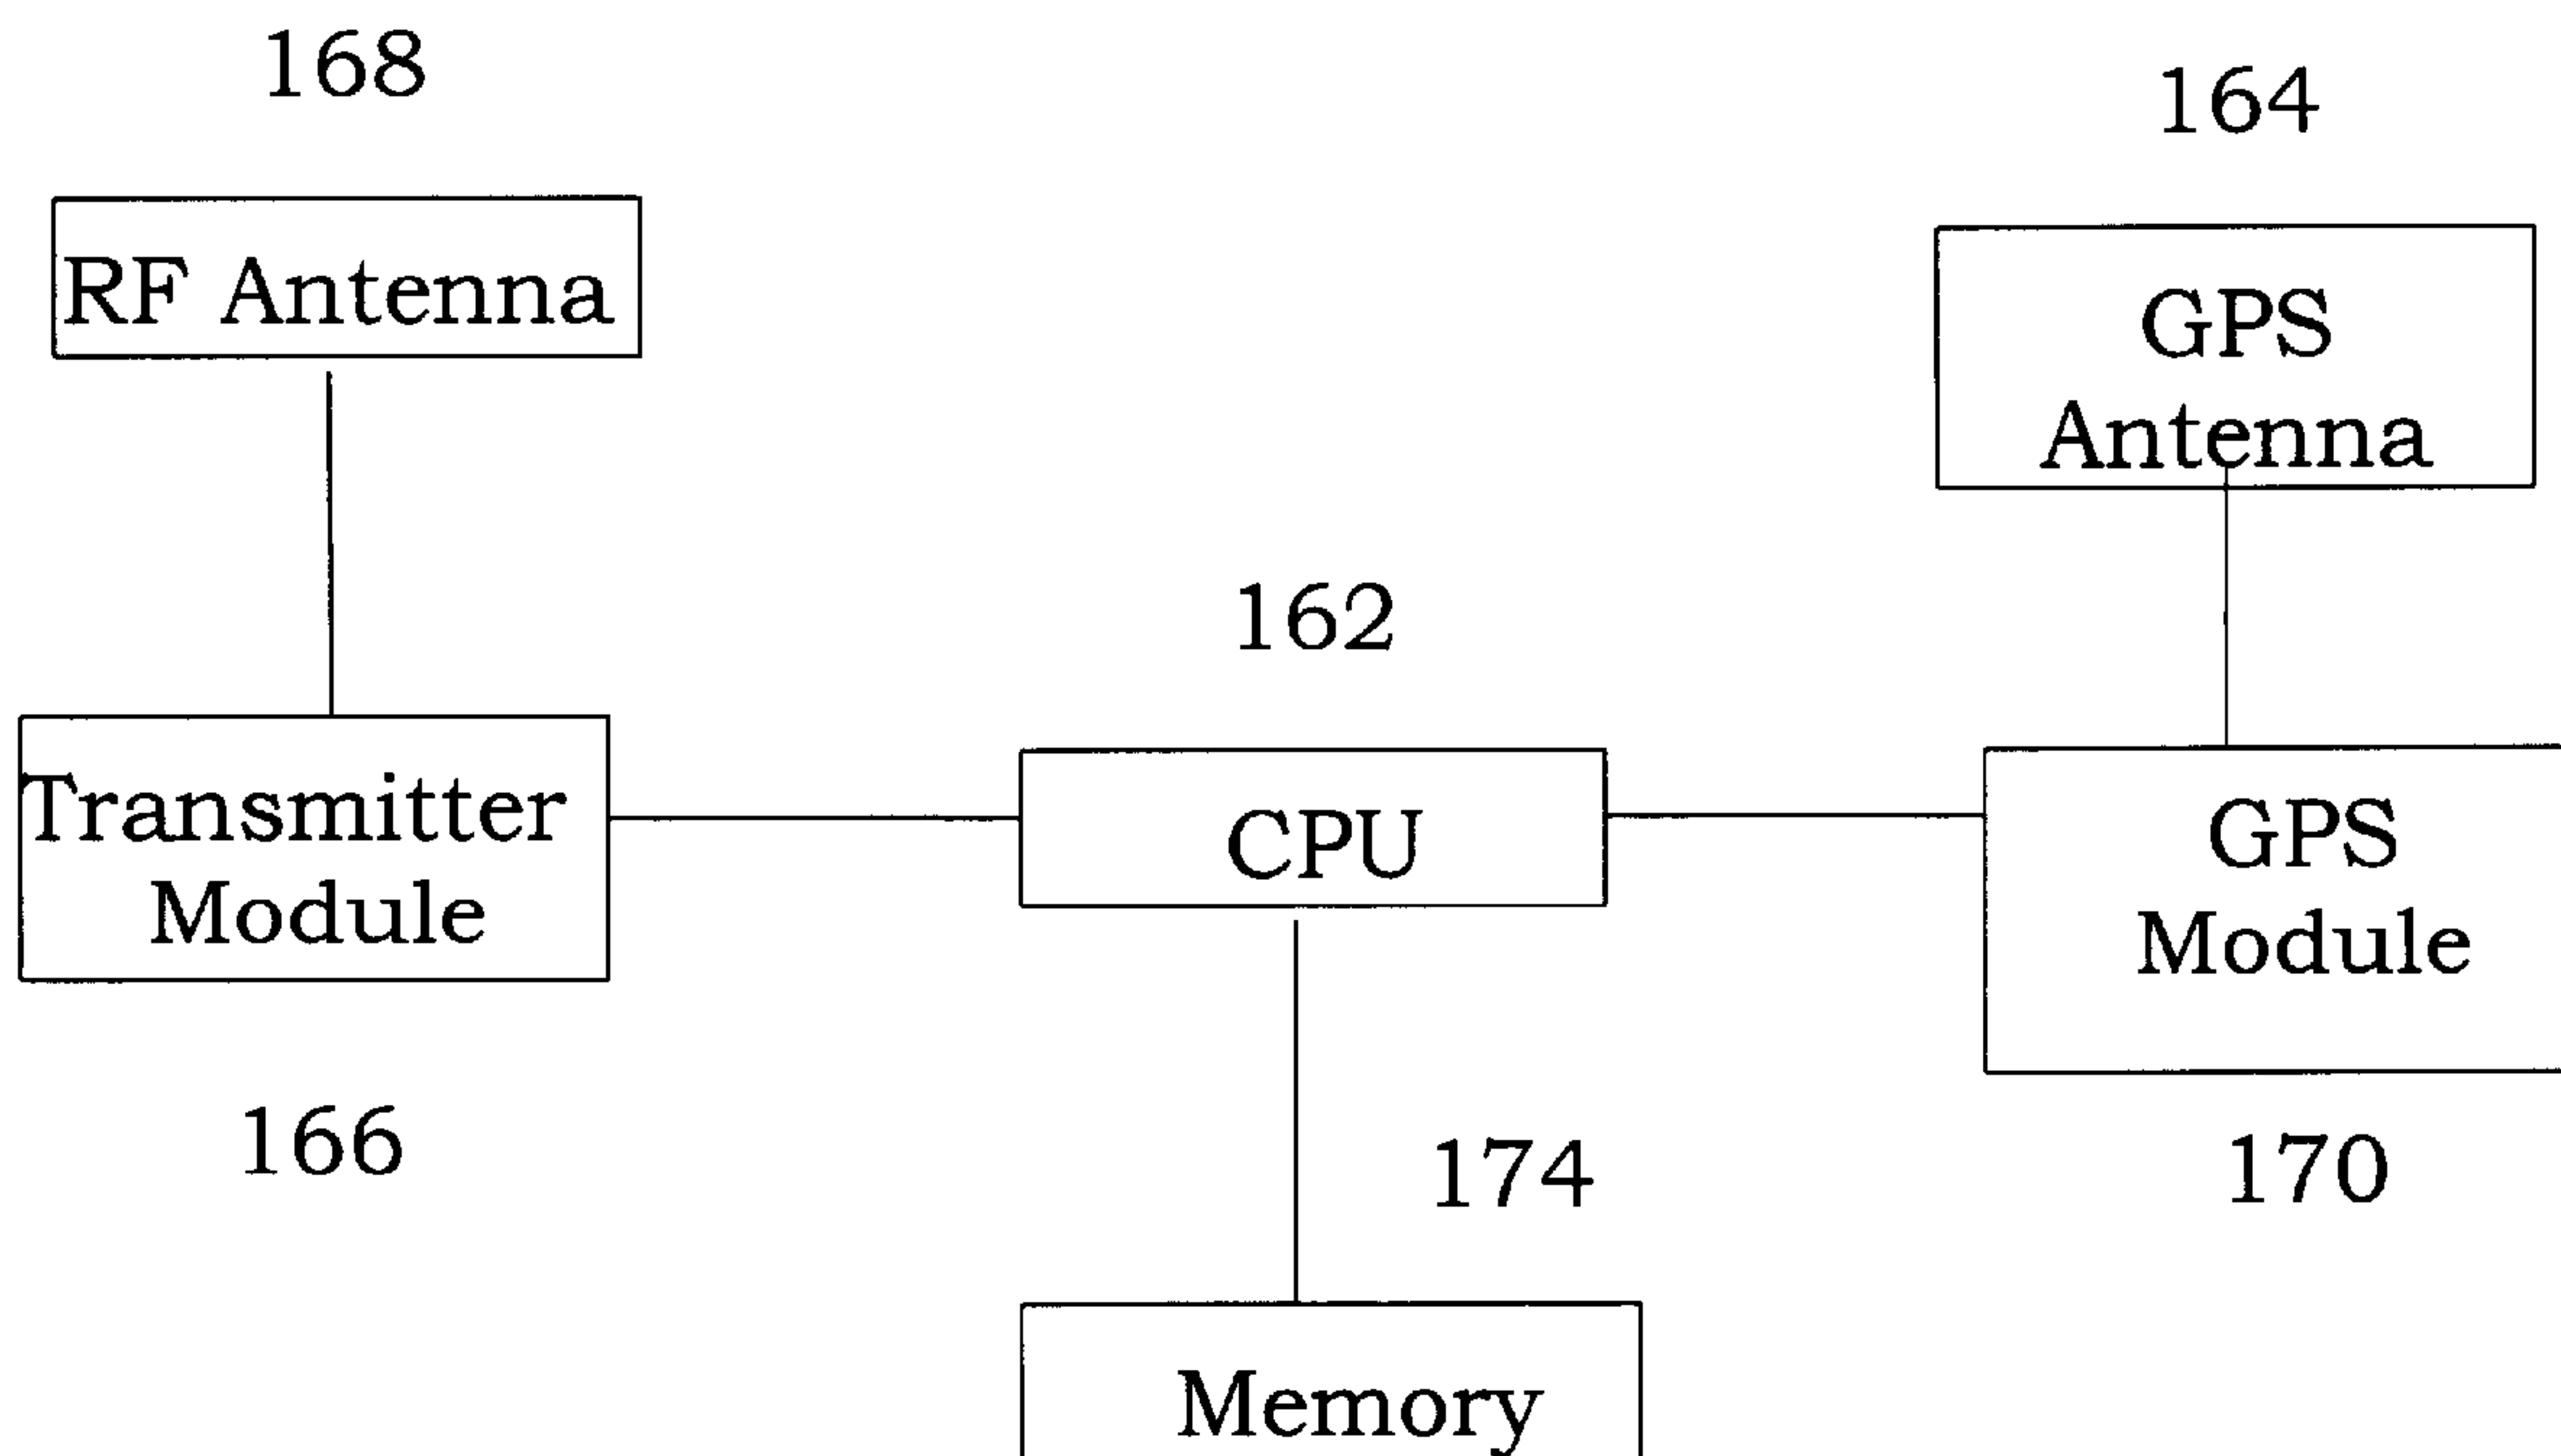 168
164
RF Antenna
GPS
Antenna
162
Transmitter
Module
CPU
GPS
Module
166
174
170
Memory